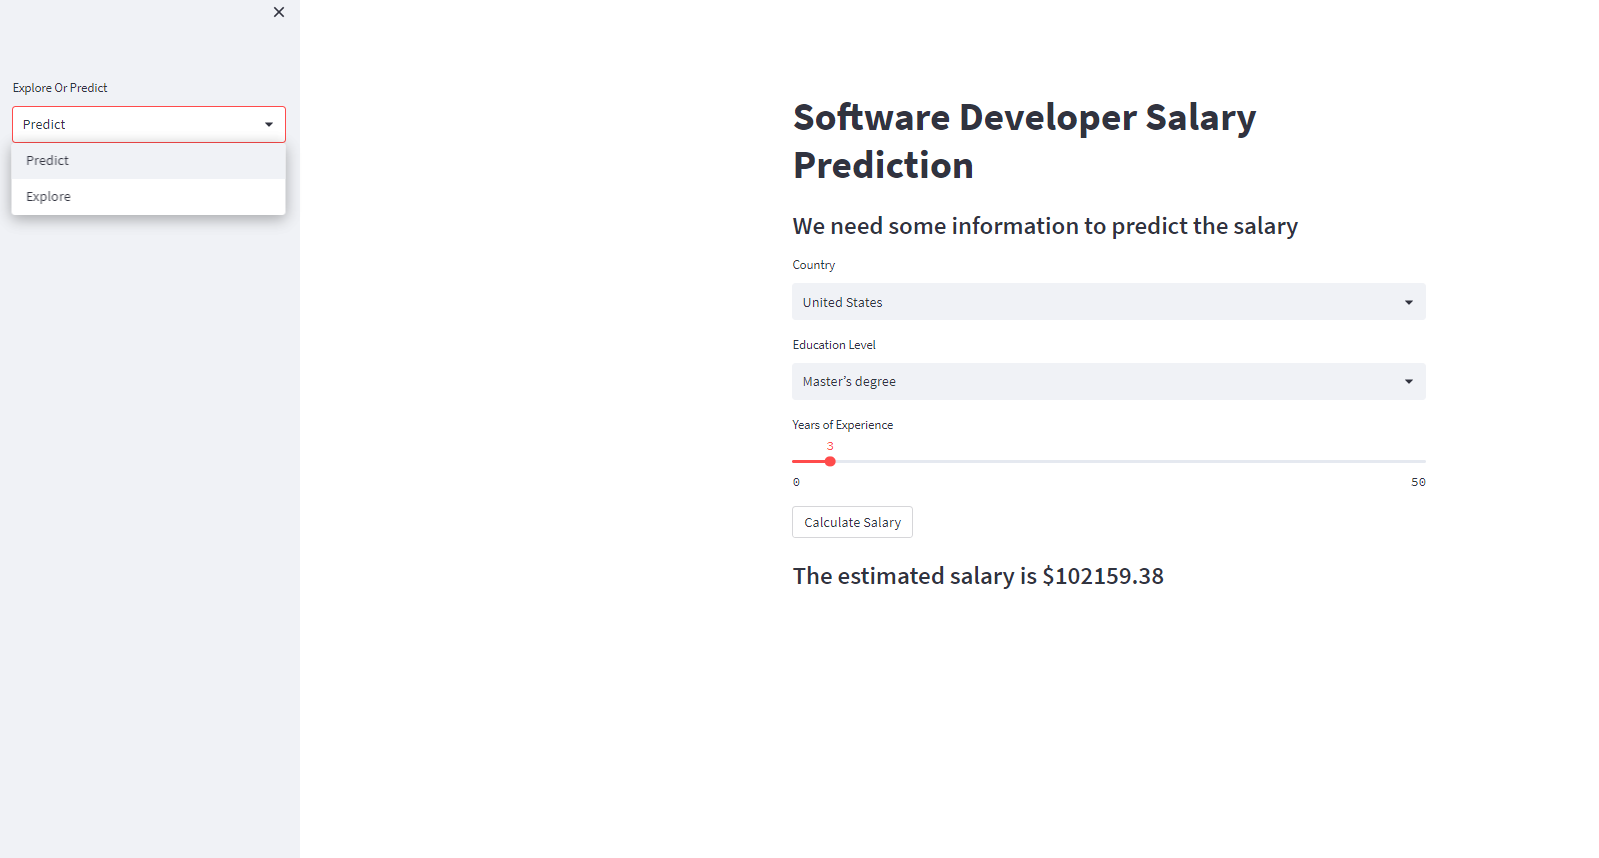 Explore Or Predict
Predict
Predict
Explore
Software Developer Salary
Prediction
We need some information to predict the salary
Country
United States
Education Level
Master’s degree
Years of Experience
3
0 50
Calculate Salary
The estimated salary is $102159.38